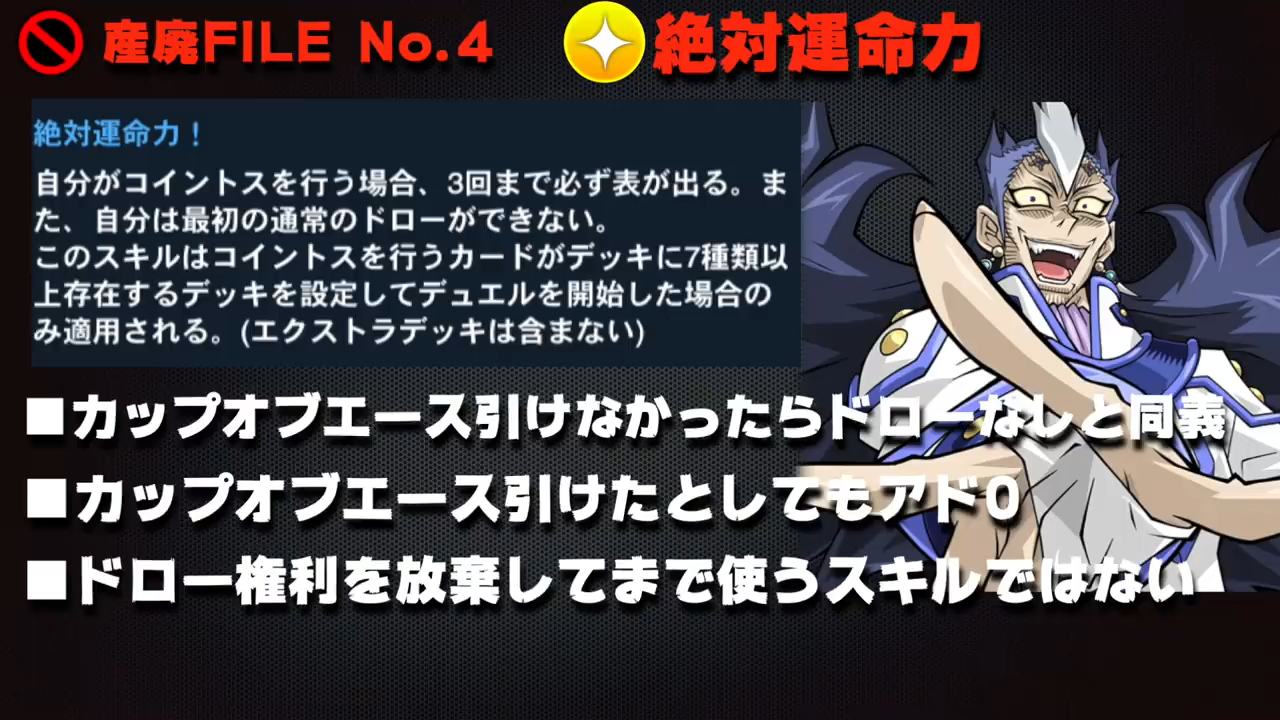 産廃FILE No.4 絶対運命力
絶対運命力！
自分がコイントスを行う場合、3回まで必ず表が出る。ま
た、自分は最初の通常のドローができない。
このスキルはコイントスを行うカードがデッキに7種類以
上存在するデッキを設定してデュエルを開始した場合の
み適用される。(エクストラデッキは含まない)
■カップオブエース引けなかったらドローなしと同義
■カップオブエース引けたとしてもアド0
■ドロー権利を放棄してまで使うスキルではない